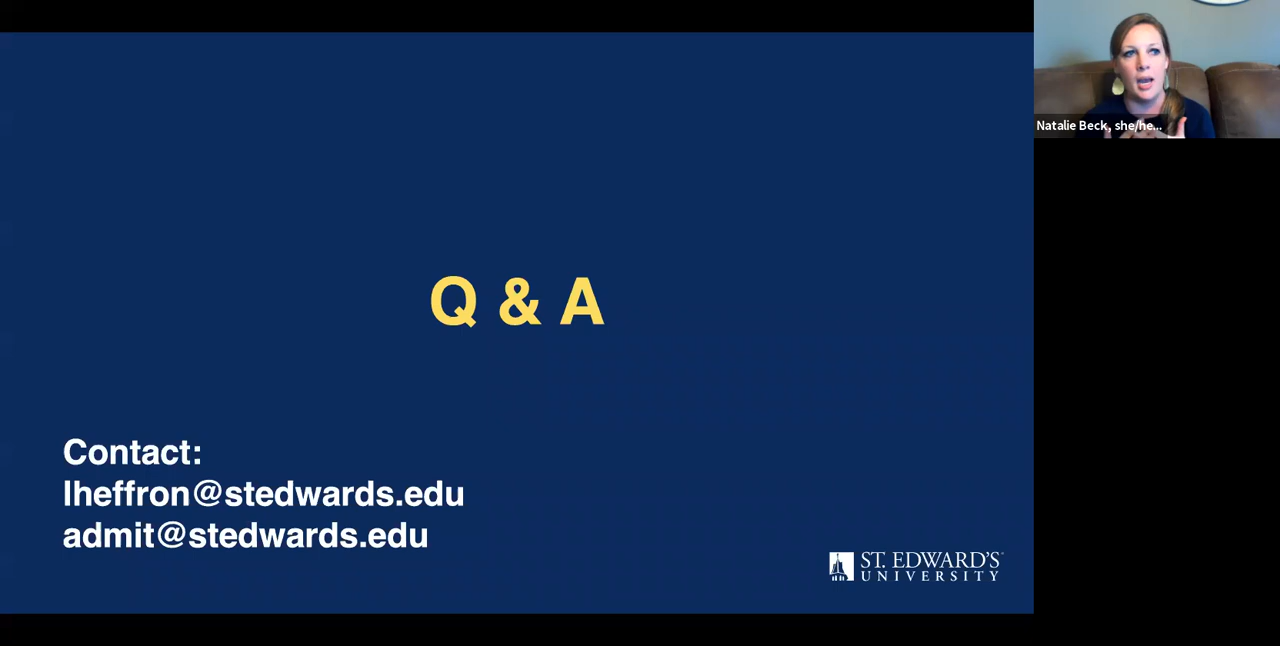 Natalie Beck, she/he...
Q & A
Contact:
lheffron@stedwards.edu
admit@stedwards.edu
ST. EDWARD'S
UNIVERSITY